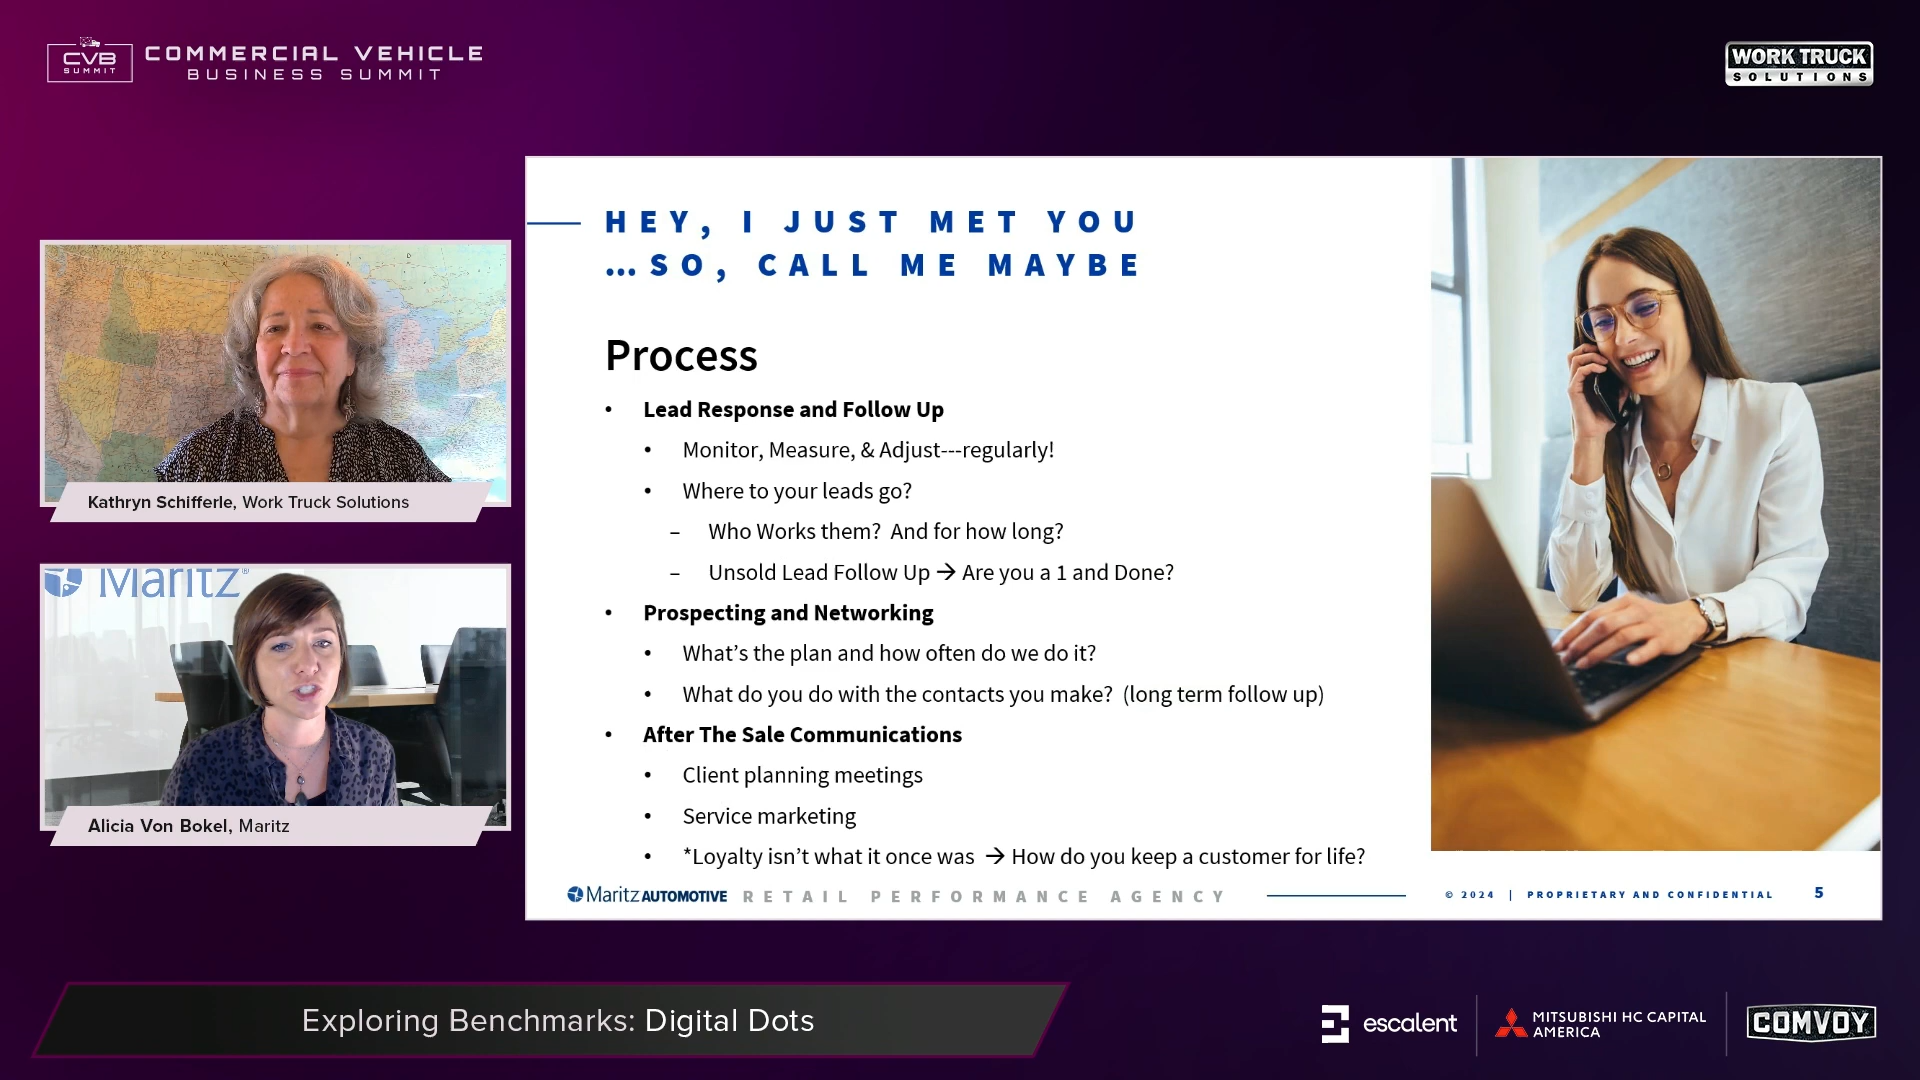 CVB
SUMMIT
COMMERCIAL VEHICLE
BUSINESS SUMMIT
WORK TRUCK
SOLUTIONS
Kathryn Schifferle, Work Truck Solutions
Maritz®
Alicia Von Bokel, Maritz
HEY, I JUST MET YOU
...SO, CALL ME MAYBE
Process
• Lead Response and Follow Up
• Monitor, Measure, & Adjust---regularly!
• Where to your leads go?
– Who Works them? And for how long?
– Unsold Lead Follow Up → Are you a 1 and Done?
• Prospecting and Networking
• What’s the plan and how often do we do it?
• What do you do with the contacts you make? (long term follow up)
• After The Sale Communications
• Client planning meetings
• Service marketing
• *Loyalty isn’t what it once was → How do you keep a customer for life?
Maritz AUTOMOTIVE RETAIL PERFORMANCE AGENCY
© 2024 | PROPRIETARY AND CONFIDENTIAL 5
Exploring Benchmarks: Digital Dots
escalent
MITSUBISHI HC CAPITAL
AMERICA
COMVOY